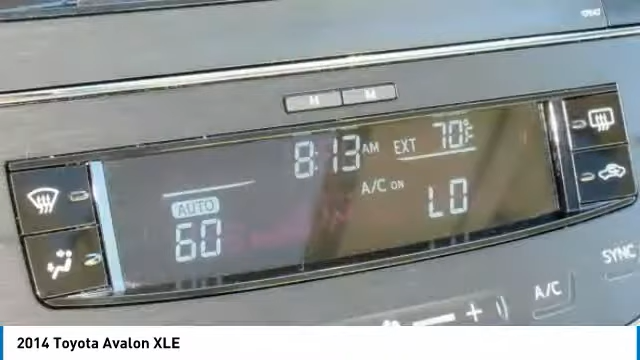 H M
8:13 AM EXT 70°F
A/C ON
AUTO
60 LO
SYNC
A/C
2014 Toyota Avalon XLE